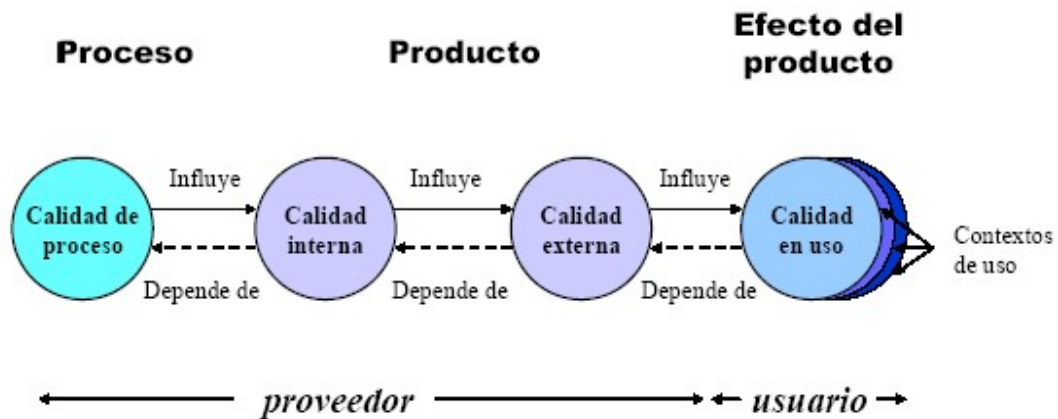 Proceso
Producto
Efecto del
producto
Influye
Influye
Influye
Calidad de
proceso
Calidad
interna
Calidad
externa
Calidad
en uso
Contextos
de uso
Depende de
Depende de
Depende de
proveedor
usuario